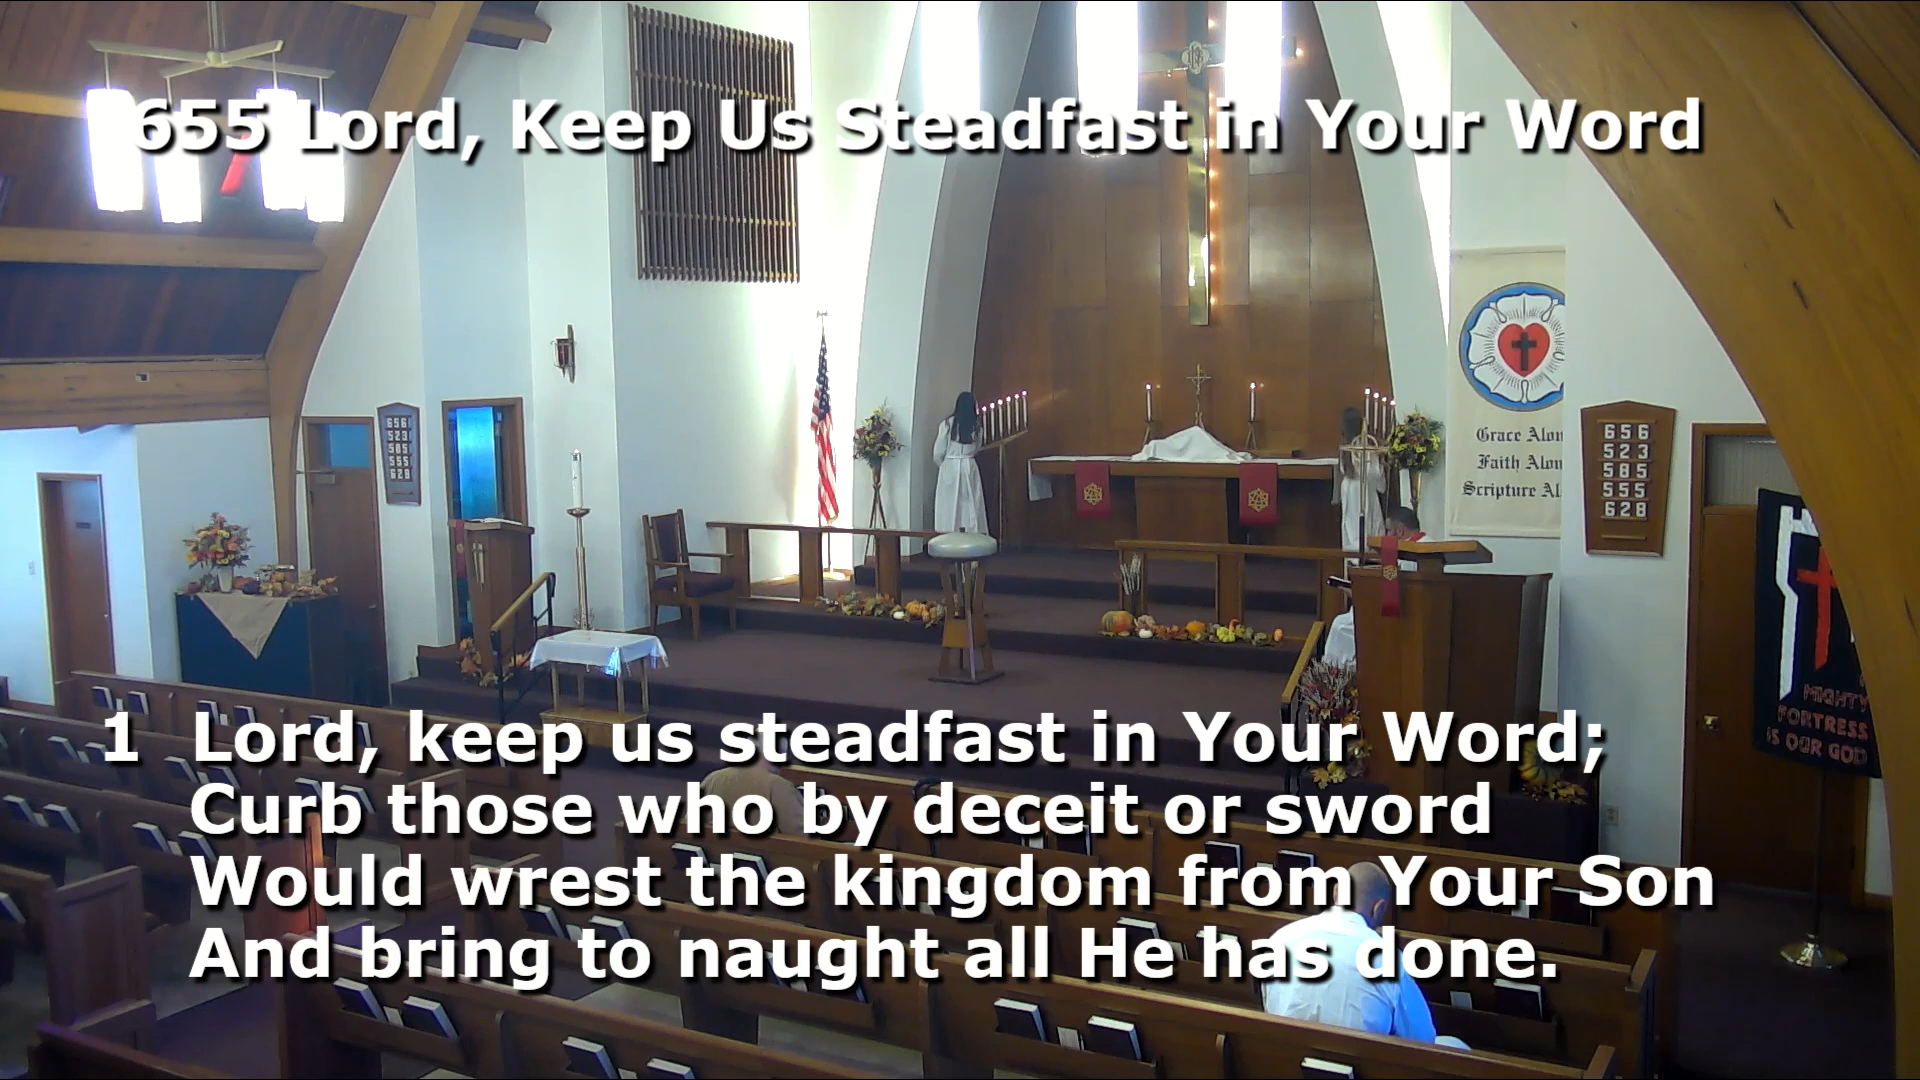 655 Lord, Keep Us Steadfast in Your Word
656
523
585
555
628
Grace Alon
Faith Alon
Scripture Al
656
523
585
555
628
MIGHTY
FORTRESS
IS OUR GOD
1 Lord, keep us steadfast in Your Word;
Curb those who by deceit or sword
Would wrest the kingdom from Your Son
And bring to naught all He has done.